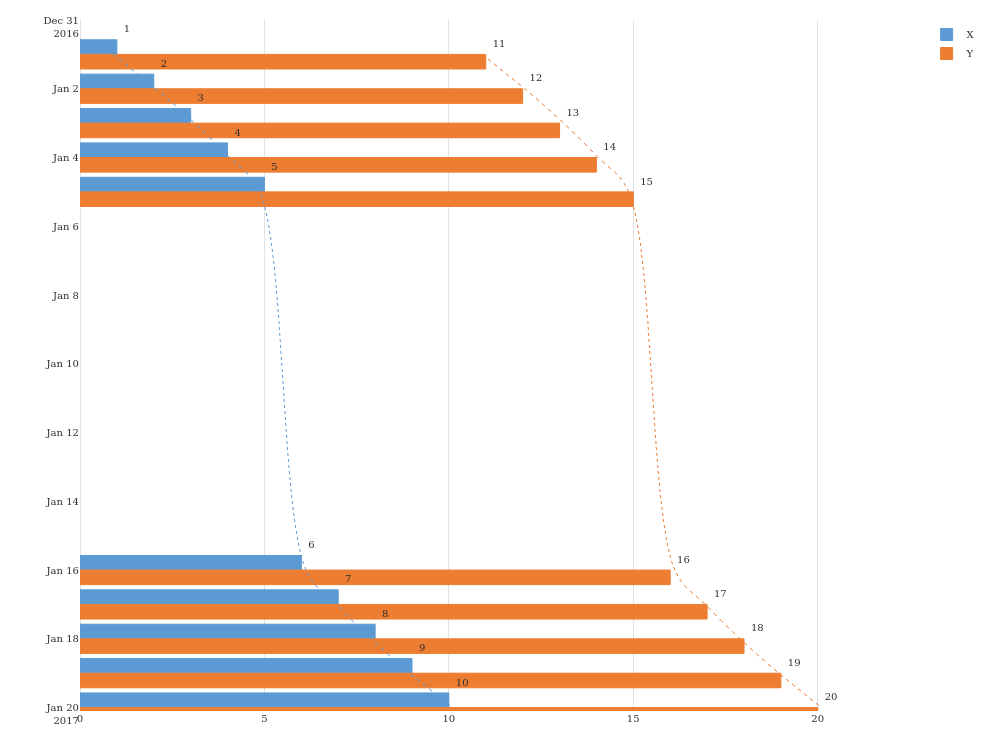 Dec 31
2016
1
X
11
Y
2
12
Jan 2
3
13
4
14
Jan 4
5
15
Jan 6
Jan 8
Jan 10
Jan 12
Jan 14
6
16
Jan 16
7
17
8
18
Jan 18
9
19
10
20
Jan 20
2017
0 5 10 15 20